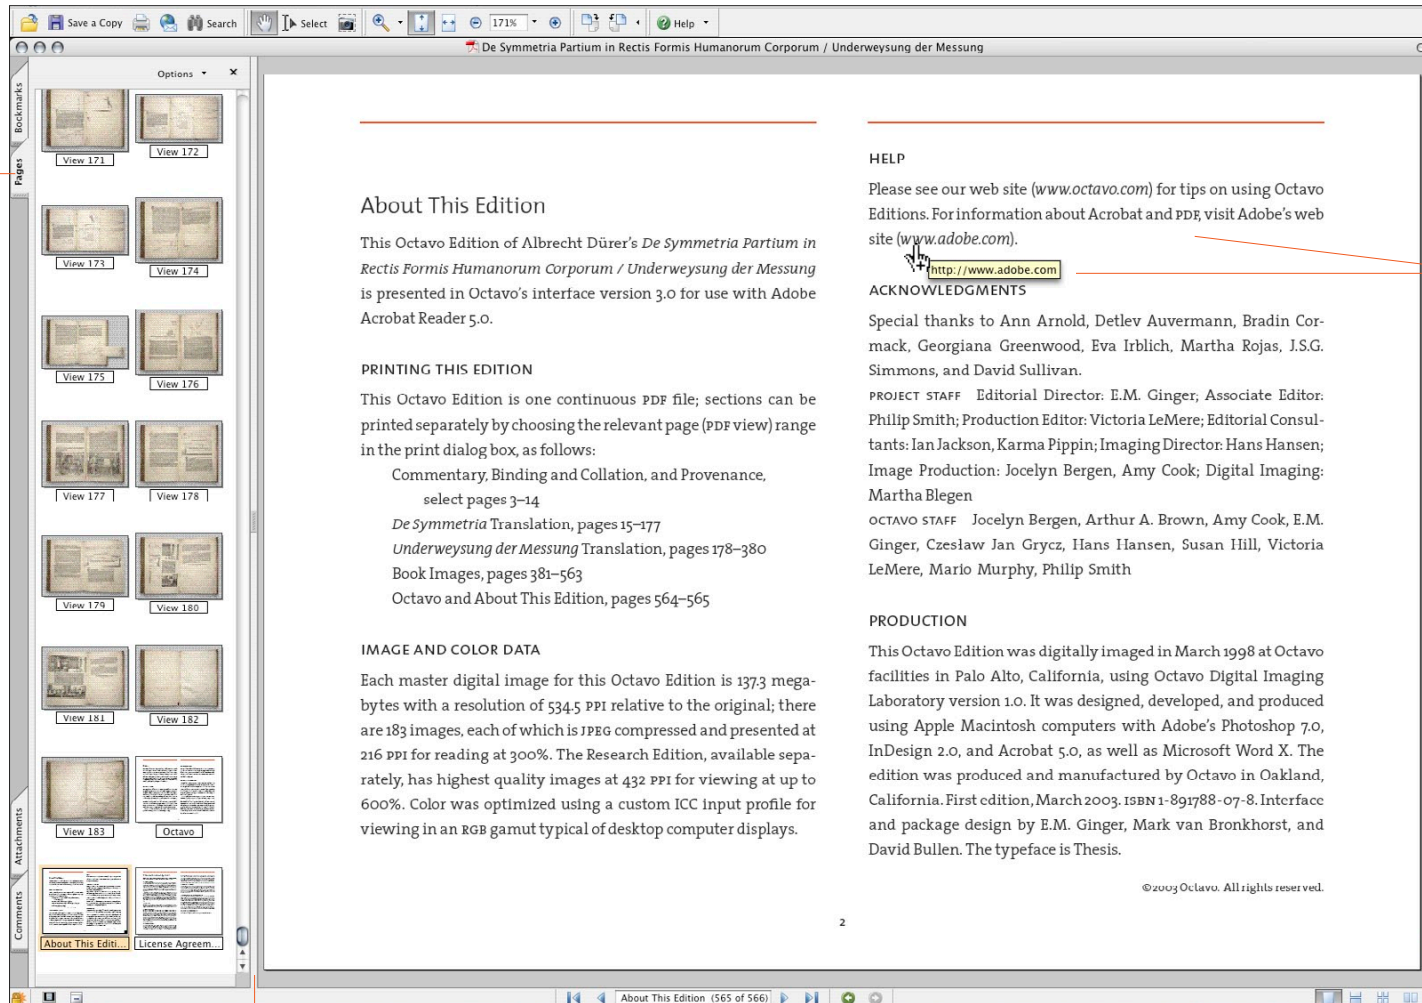 Save a Copy Search Select 171% Help
De Symmetria Partium in Rectis Formis Humanorum Corporum / Underweysung der Messung
Options × 
Bookmarks
Pages
Attachments
Comments
View 171 View 172
View 173 View 174
View 175 View 176
View 177 View 178
View 179 View 180
View 181 View 182
View 183 Octavo
About This Editi... License Agreem...
About This Edition
This Octavo Edition of Albrecht Dürer’s De Symmetria Partium in
Rectis Formis Humanorum Corporum / Underweysung der Messung
is presented in Octavo’s interface version 3.0 for use with Adobe
Acrobat Reader 5.0.
PRINTING THIS EDITION
This Octavo Edition is one continuous PDF file; sections can be
printed separately by choosing the relevant page (PDF view) range
in the print dialog box, as follows:
Commentary, Binding and Collation, and Provenance,
select pages 3–14
De Symmetria Translation, pages 15–177
Underweysung der Messung Translation, pages 178–380
Book Images, pages 381–563
Octavo and About This Edition, pages 564–565
IMAGE AND COLOR DATA
Each master digital image for this Octavo Edition is 137.3 mega-
bytes with a resolution of 534.5 PPI relative to the original; there
are 183 images, each of which is JPEG compressed and presented at
216 PPI for reading at 300%. The Research Edition, available sepa-
rately, has highest quality images at 432 PPI for viewing at up to
600%. Color was optimized using a custom ICC input profile for
viewing in an RGB gamut typical of desktop computer displays.
HELP
Please see our web site (www.octavo.com) for tips on using Octavo
Editions. For information about Acrobat and PDF, visit Adobe’s web
site (www.adobe.com).
http://www.adobe.com
ACKNOWLEDGMENTS
Special thanks to Ann Arnold, Detlev Auvermann, Bradin Cor-
mack, Georgiana Greenwood, Eva Irblich, Martha Rojas, J.S.G.
Simmons, and David Sullivan.
PROJECT STAFF Editorial Director: E.M. Ginger; Associate Editor:
Philip Smith; Production Editor: Victoria LeMere; Editorial Consul-
tants: Ian Jackson, Karma Pippin; Imaging Director: Hans Hansen;
Image Production: Jocelyn Bergen, Amy Cook; Digital Imaging:
Martha Blegen
OCTAVO STAFF Jocelyn Bergen, Arthur A. Brown, Amy Cook, E.M.
Ginger, Czesław Jan Grycz, Hans Hansen, Susan Hill, Victoria
LeMere, Mario Murphy, Philip Smith
PRODUCTION
This Octavo Edition was digitally imaged in March 1998 at Octavo
facilities in Palo Alto, California, using Octavo Digital Imaging
Laboratory version 1.0. It was designed, developed, and produced
using Apple Macintosh computers with Adobe’s Photoshop 7.0,
InDesign 2.0, and Acrobat 5.0, as well as Microsoft Word X. The
edition was produced and manufactured by Octavo in Oakland,
California. First edition, March 2003. ISBN 1-891788-07-8. Interface
and package design by E.M. Ginger, Mark van Bronkhorst, and
David Bullen. The typeface is Thesis.
©2003 Octavo. All rights reserved.
2
About This Edition (565 of 566)